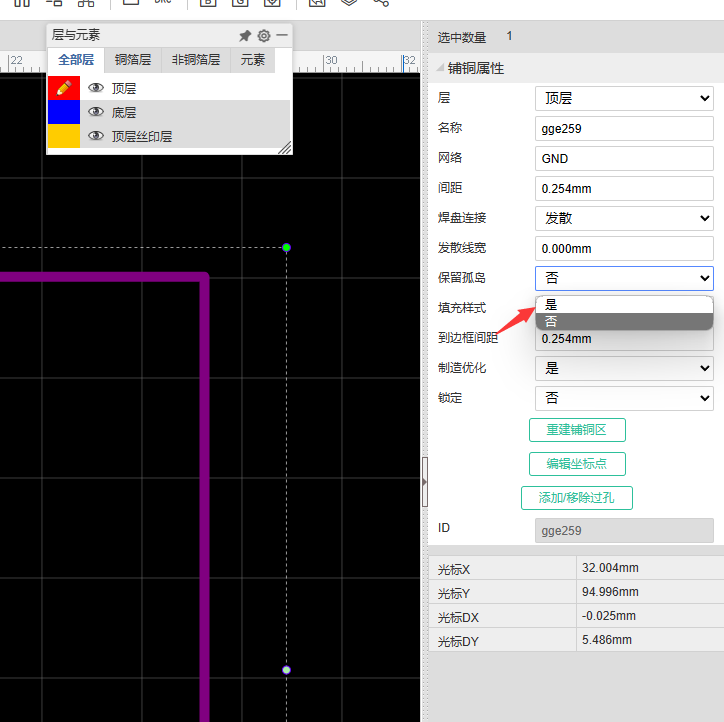 层与元素
全部层 铜箔层 非铜箔层 元素
顶层
底层
顶层丝印层
22 30 32
选中数量 1
铺铜属性
层 顶层
名称 gge259
网络 GND
间距 0.254mm
焊盘连接 发散
发散线宽 0.000mm
保留孤岛 否
是
填充样式
否
到边框间距 0.254mm
制造优化 是
锁定 否
重建铺铜区
编辑坐标点
添加/移除过孔
ID gge259
光标X 32.004mm
光标Y 94.996mm
光标DX -0.025mm
光标DY 5.486mm